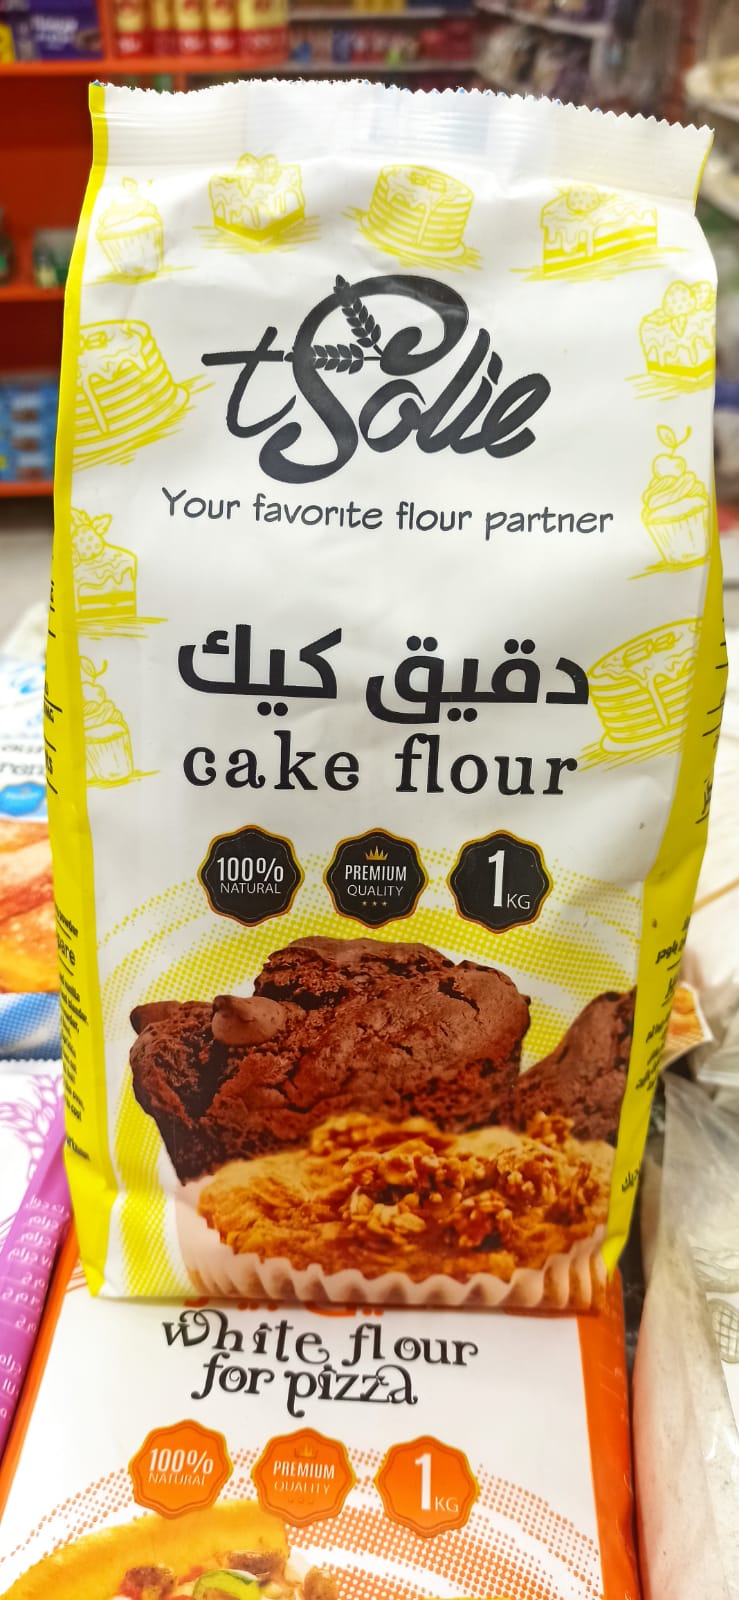 tSolie
Your favorite flour partner
دقيق كيك
cake flour
100%
NATURAL
PREMIUM
QUALITY
1KG
White flour
for pizza
100%
NATURAL
PREMIUM
QUALITY
1KG